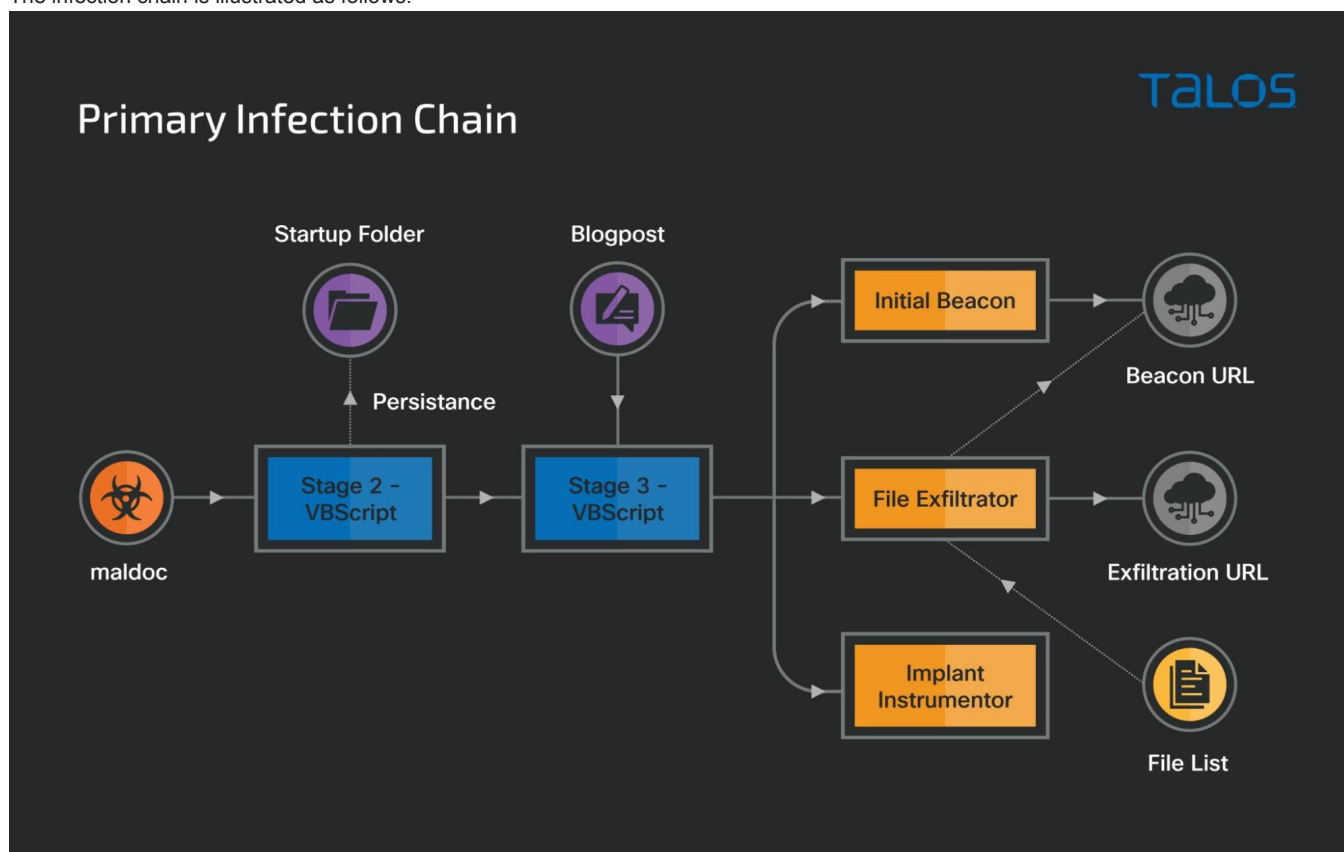 The infection chain is illustrated as follows:
TALOS
Primary Infection Chain
Startup Folder
Blogpost
Initial Beacon
Beacon URL
Persistance
Stage 2 -
VBScript
Stage 3 -
VBScript
File Exfiltrator
maldoc
Exfiltration URL
Implant
Instrumentor
File List